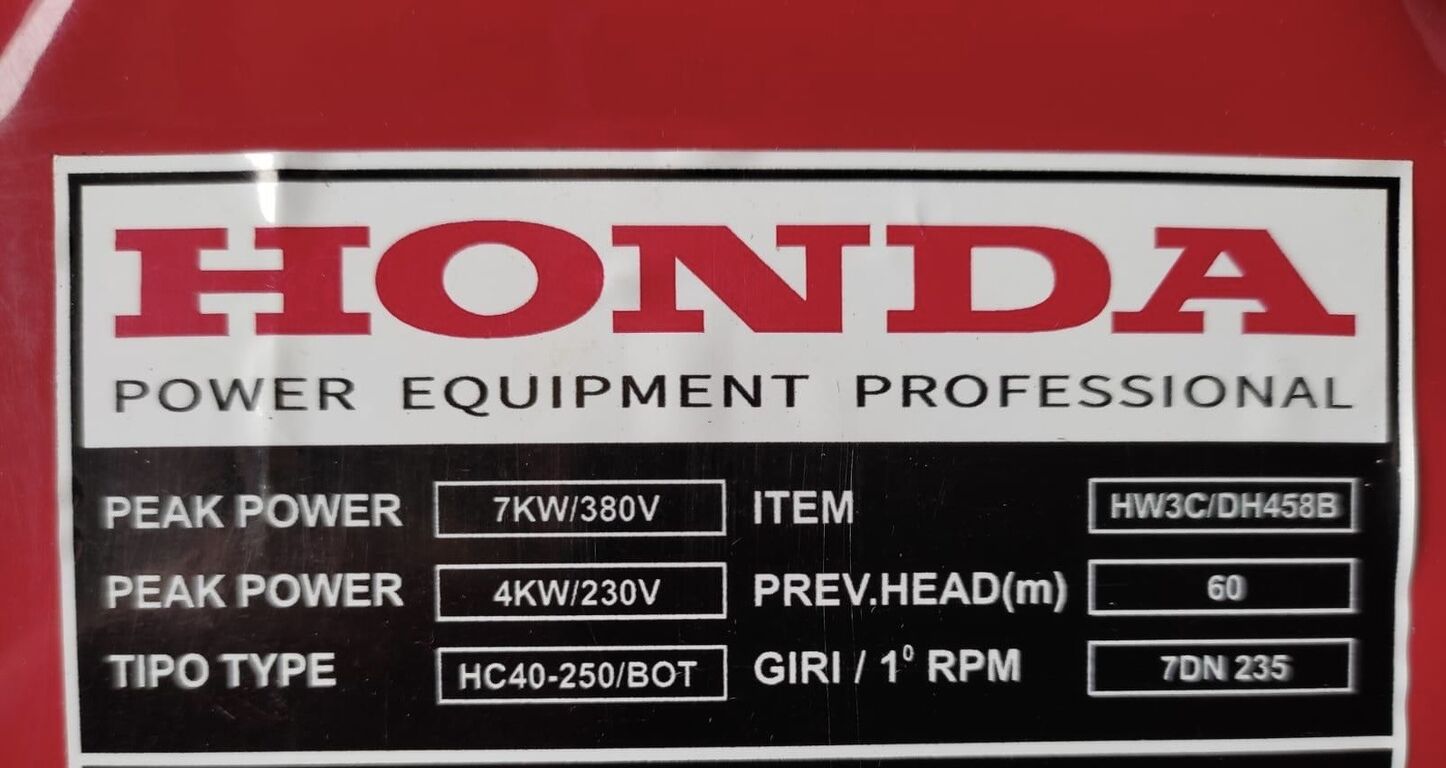 HONDA
POWER EQUIPMENT PROFESSIONAL
PEAK POWER 7KW/380V ITEM HW3C/DH458B
PEAK POWER 4KW/230V PREV.HEAD(m) 60
TIPO TYPE HC40-250/BOT GIRI / 1⁰ RPM 7DN 235